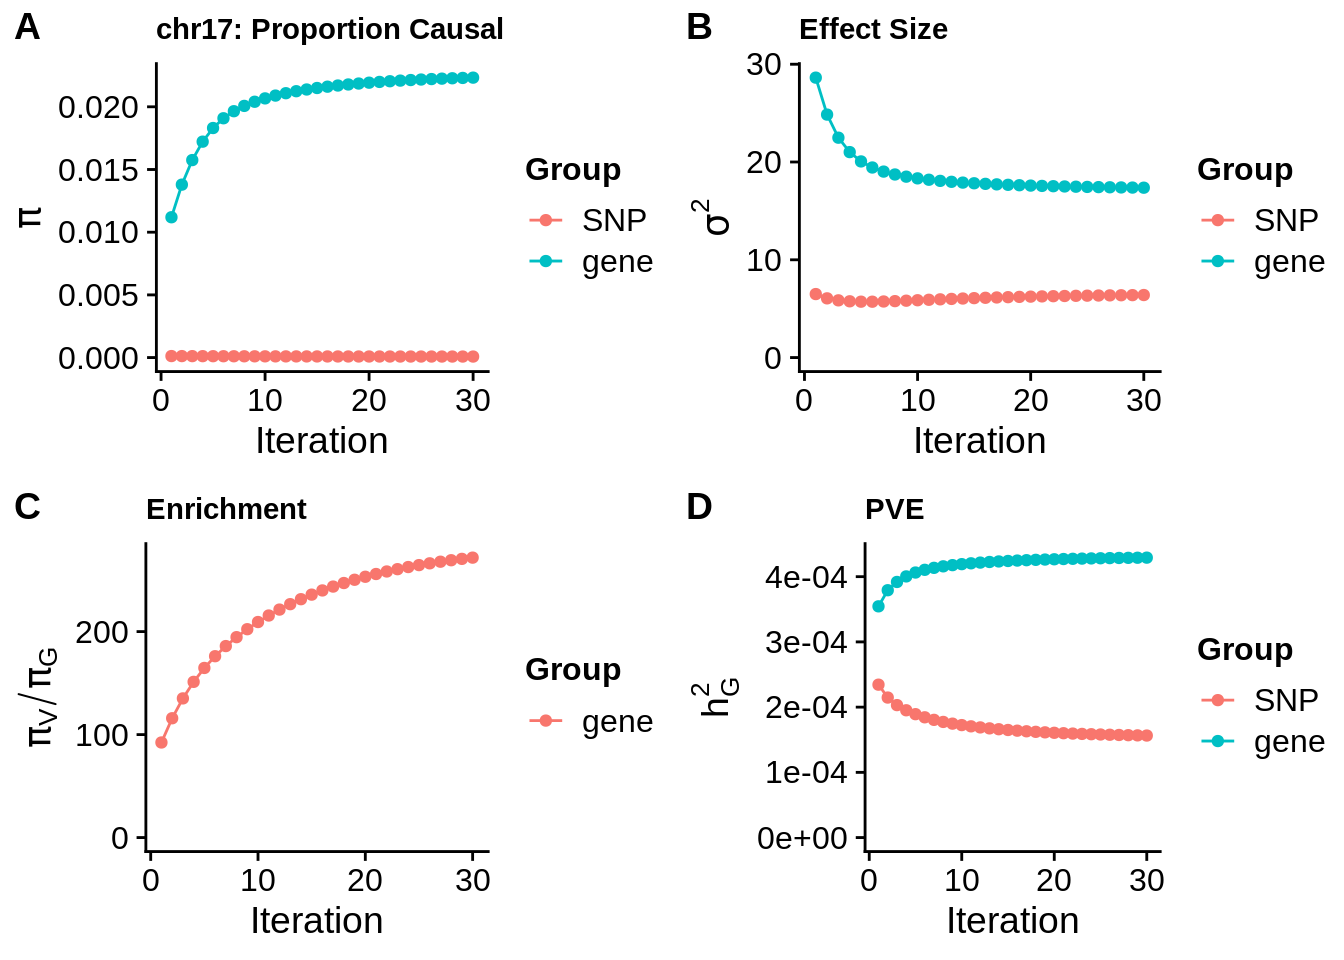 A
chr17: Proportion Causal
π
0.020
0.015
0.010
0.005
0.000
0 10 20 30
Iteration
Group
SNP
gene
B
Effect Size
σ²
30
20
10
0
0 10 20 30
Iteration
Group
SNP
gene
C
Enrichment
π_V/π_G
200
100
0
0 10 20 30
Iteration
Group
gene
D
PVE
h²_G
4e-04
3e-04
2e-04
1e-04
0e+00
0 10 20 30
Iteration
Group
SNP
gene